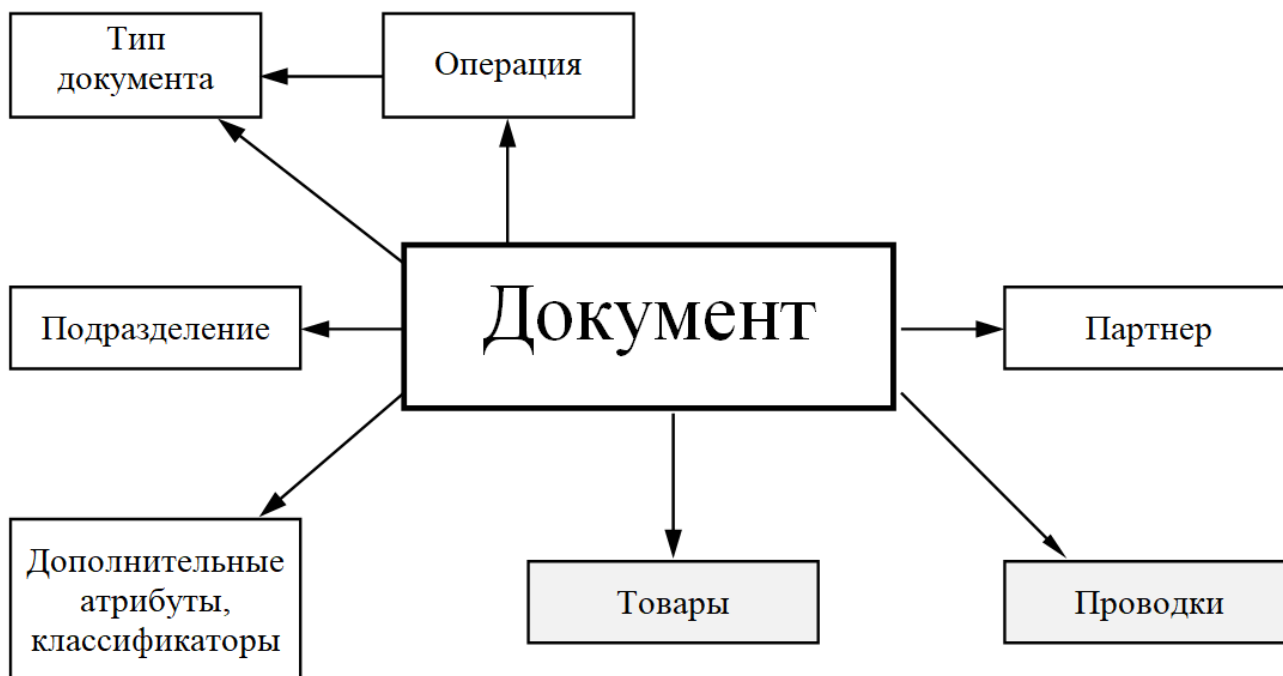 Тип
документа
Операция
Документ
Подразделение
Партнер
Дополнительные
атрибуты,
классификаторы
Товары
Проводки